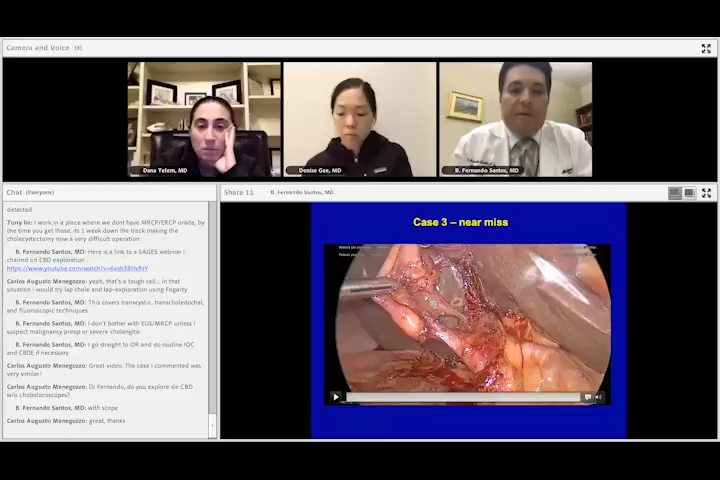 Camera and Voice (3)
Dana Telem, MD
Denise Gee, MD
B. Fernando Santos, MD
Chat (Everyone)
detected
Tony lin: i work in a place where we dont have MRCP/ERCP onsite, by
the time you get those, its 1 week down the track making the
cholecystectomy now a very difficult operation.
B. Fernando Santos, MD: Here is a link to a SAGES webinar I
chaired on CBD exploration .
Carlos Augusto Menegozzo: yeah, that's a tough call... In that
situation I would try lap chole and lap-exploration using Fogarty
B. Fernando Santos, MD: This covers transcystic, transcholedochal,
and fluoroscopic techniques
B. Fernando Santos, MD: I don't bother with EUS/MRCP unless I
suspect malignancy preop or severe cholangitis
B. Fernando Santos, MD: I go straight to OR and do routine IOC
and CBDE if necessary
Carlos Augusto Menegozzo: Great video. The case I commented was
very similar!
Carlos Augusto Menegozzo: Dr Fernando, do you explore de CBD
w/o choledocoscopes?
B. Fernando Santos, MD: with scope
Carlos Augusto Menegozzo: great, thanks
Share 11
B. Fernando Santos, MD
Case 3 – near miss